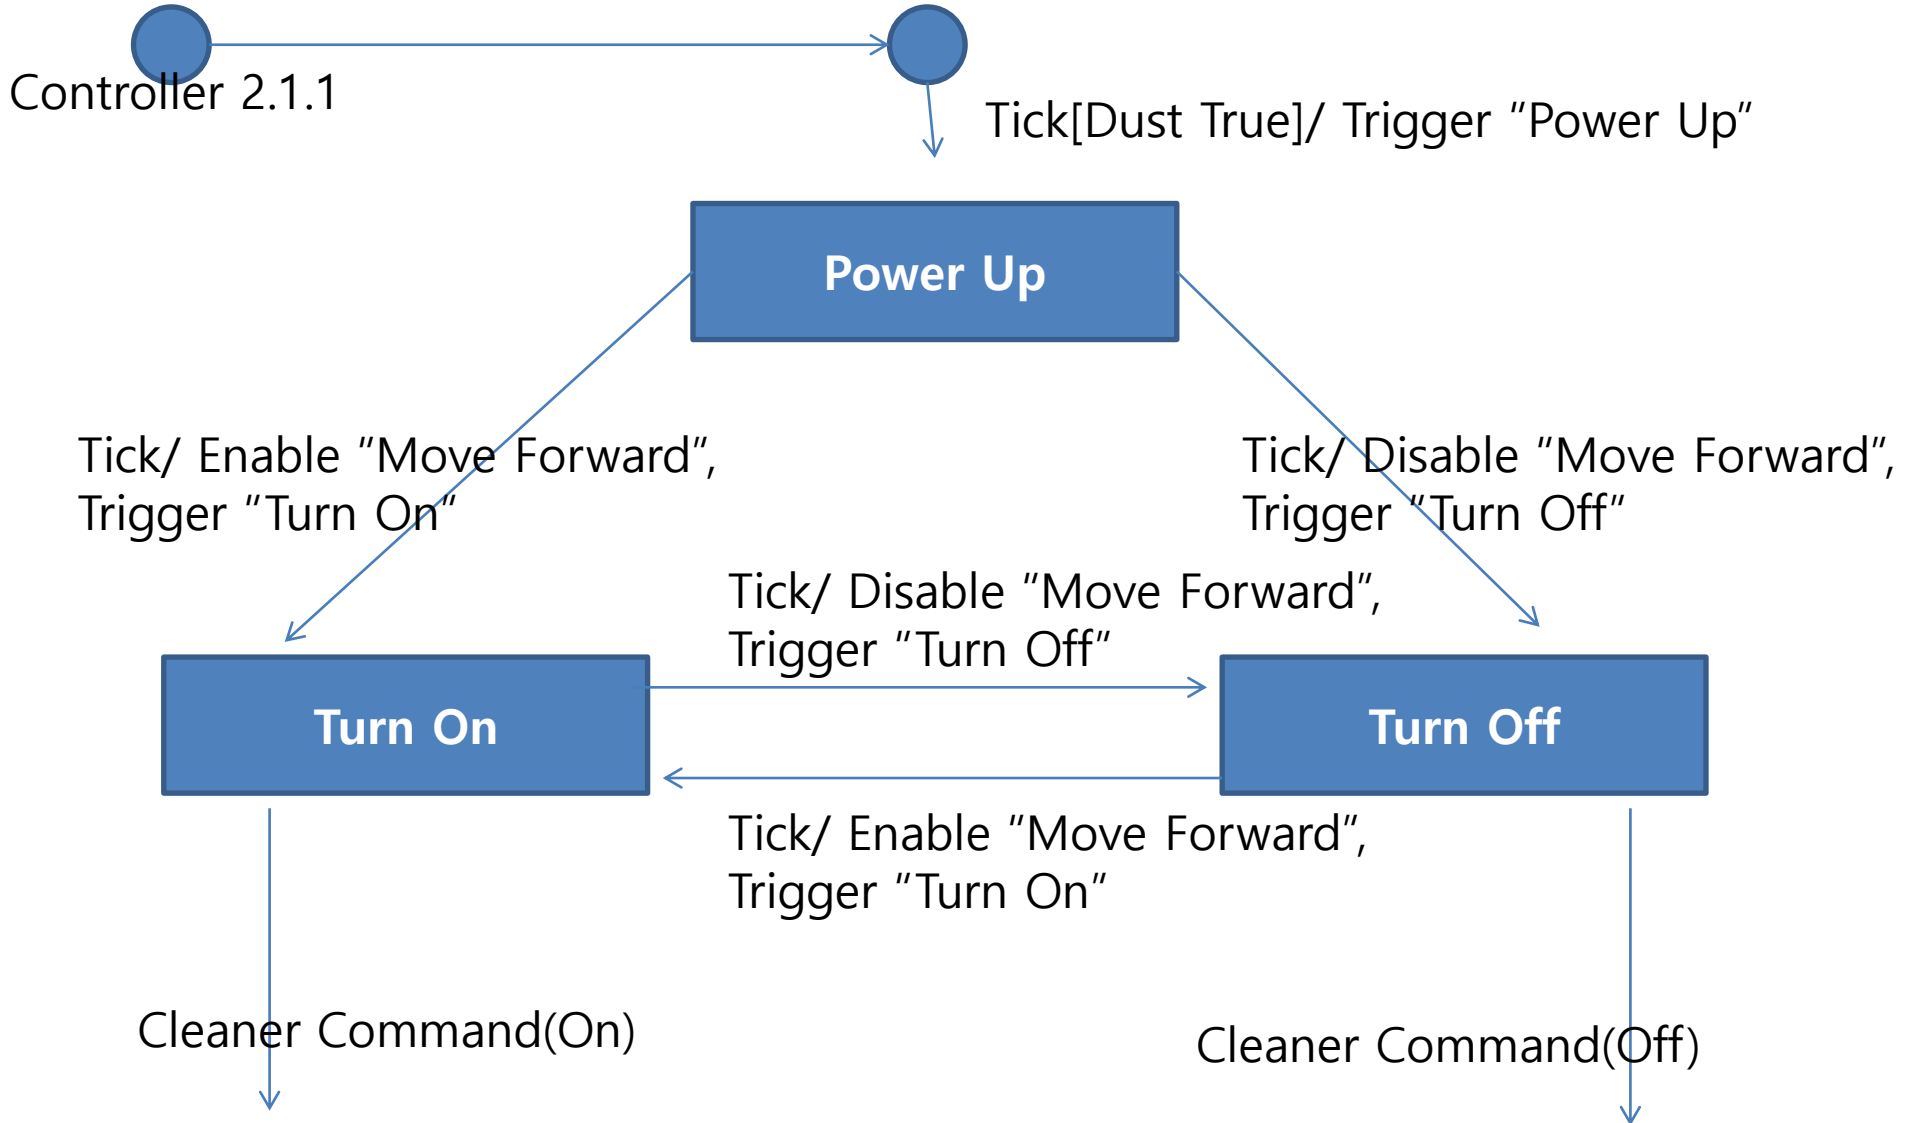 Controller 2.1.1
Tick[Dust True]/ Trigger “Power Up”
Power Up
Tick/ Enable “Move Forward”,
Trigger “Turn On”
Tick/ Disable “Move Forward”,
Trigger “Turn Off”
Tick/ Disable “Move Forward”,
Trigger “Turn Off”
Turn On
Turn Off
Tick/ Enable “Move Forward”,
Trigger “Turn On”
Cleaner Command(On)
Cleaner Command(Off)